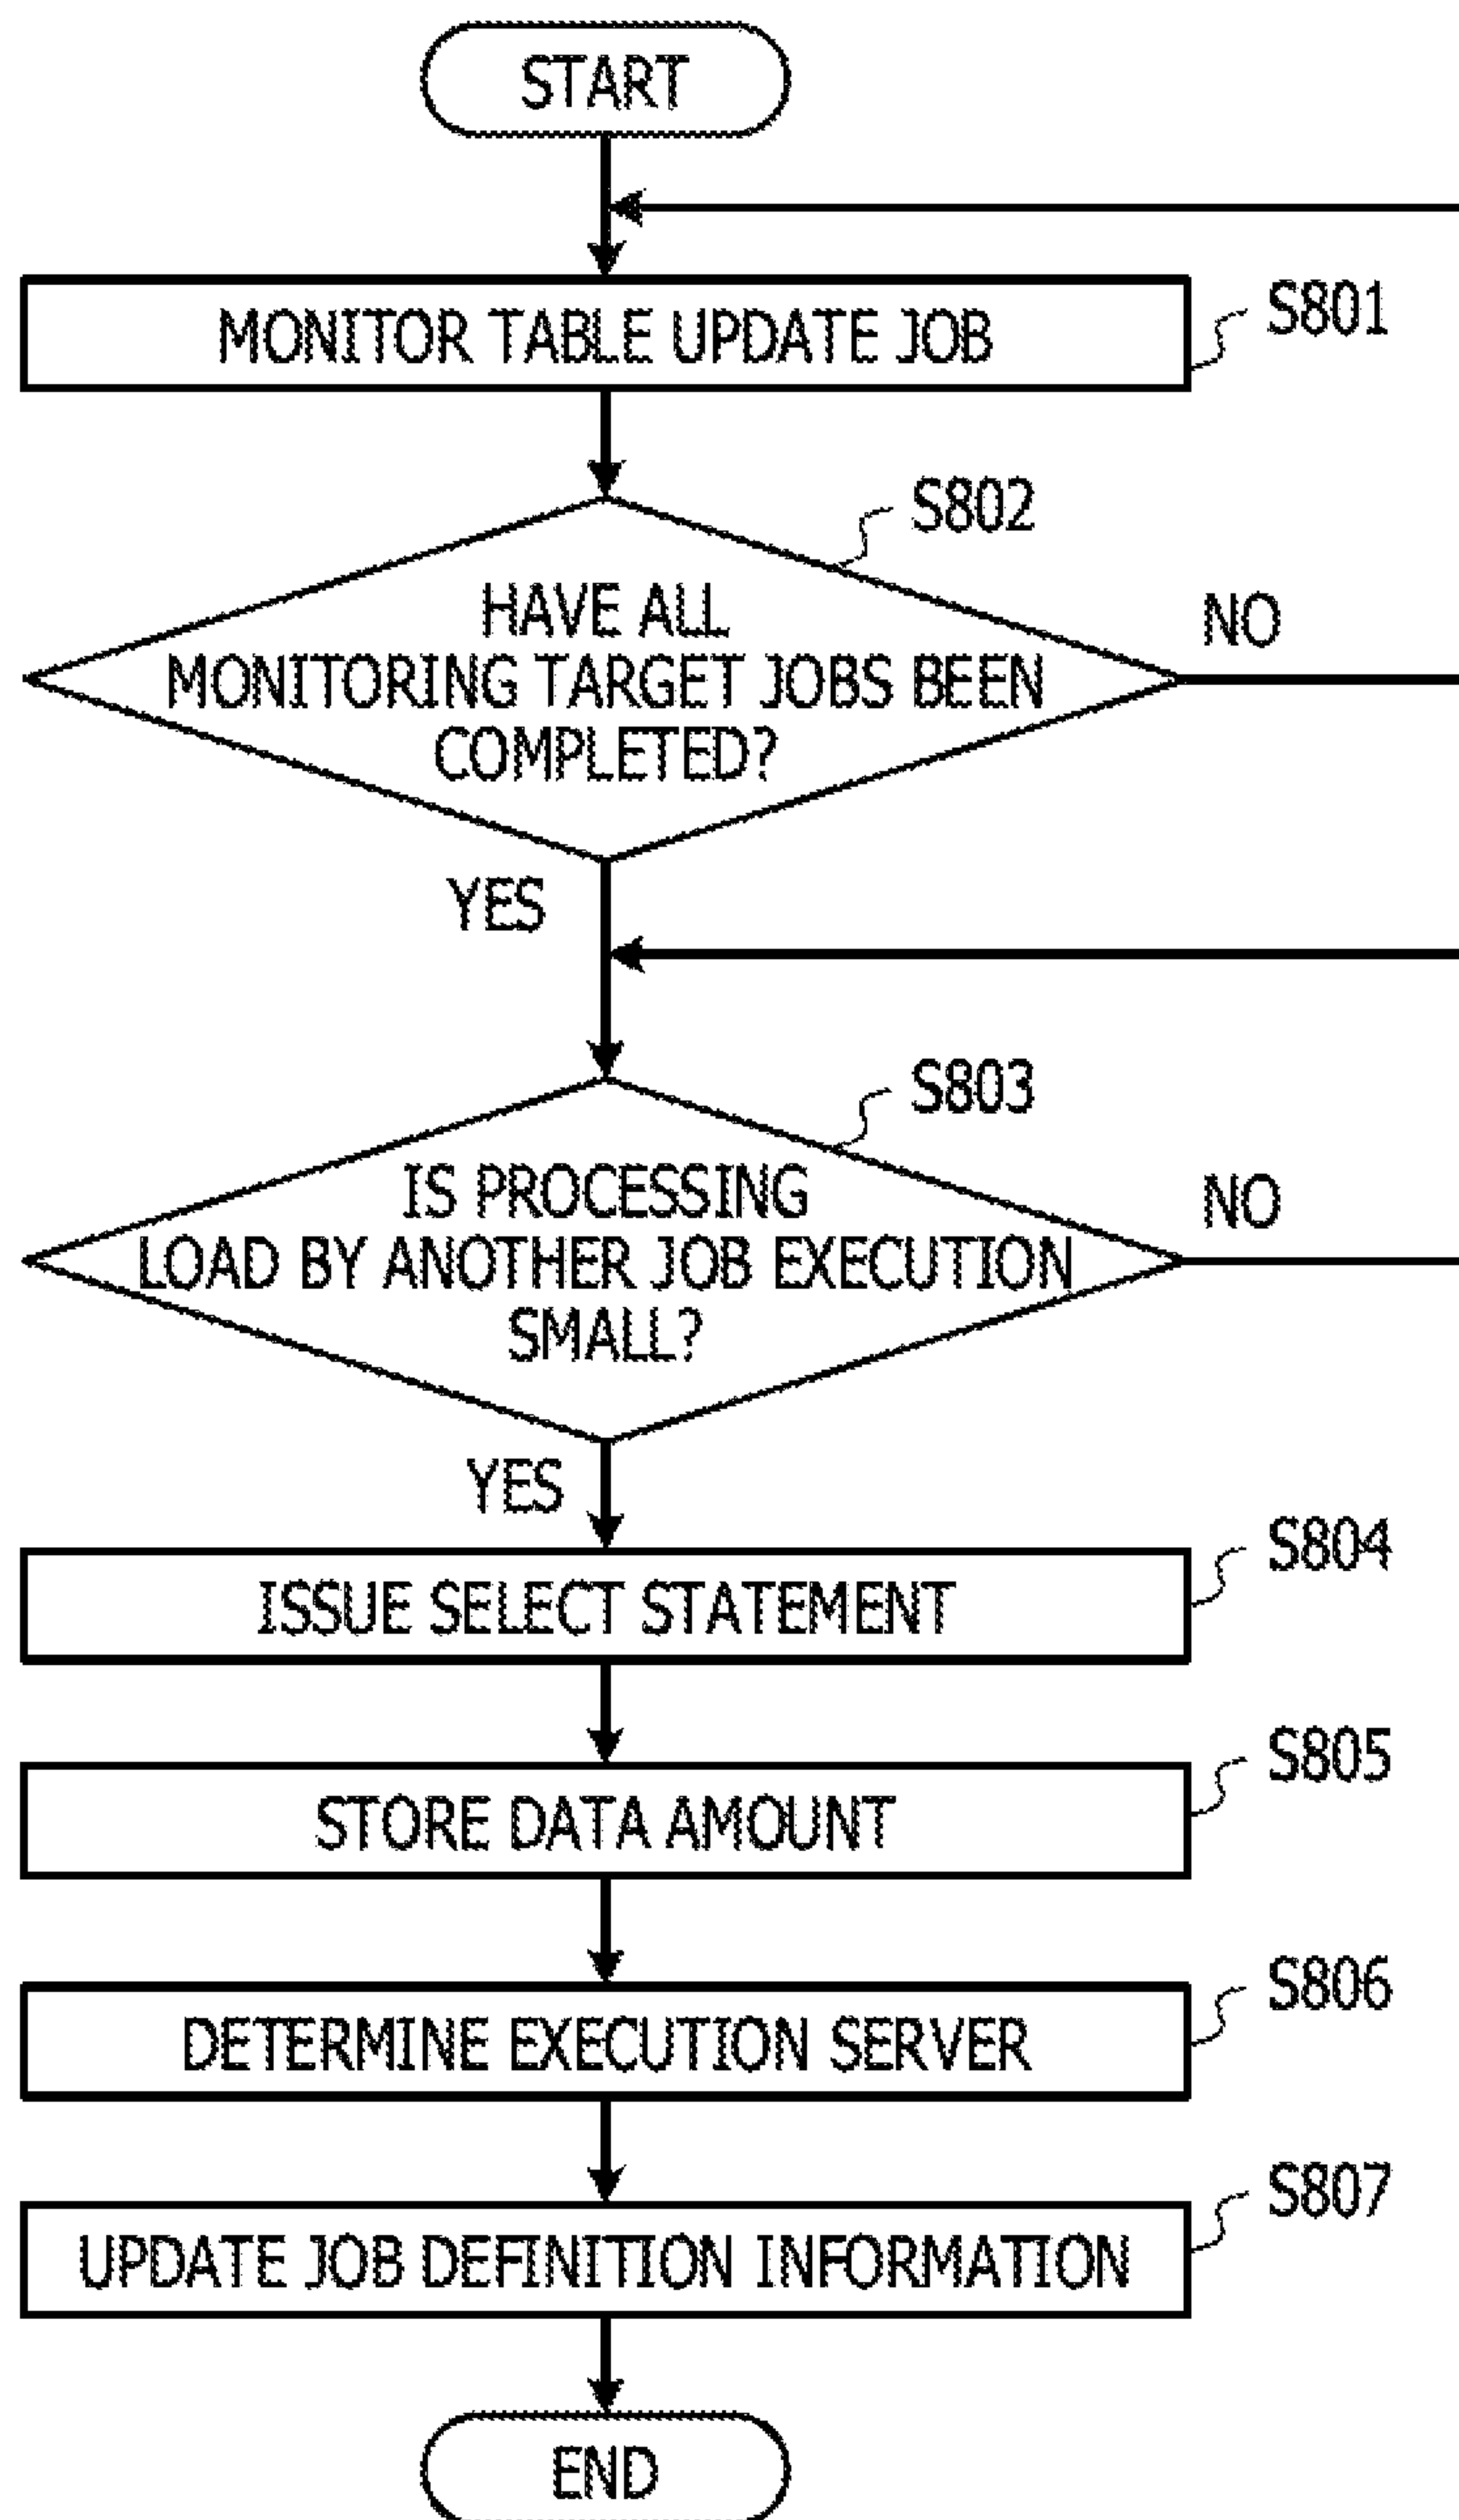 START
MONITOR TABLE UPDATE JOB
S801
S802
HAVE ALL
MONITORING TARGET JOBS BEEN
COMPLETED?
NO
YES
S803
IS PROCESSING
LOAD BY ANOTHER JOB EXECUTION
SMALL?
NO
YES
S804
ISSUE SELECT STATEMENT
S805
STORE DATA AMOUNT
S806
DETERMINE EXECUTION SERVER
S807
UPDATE JOB DEFINITION INFORMATION
END